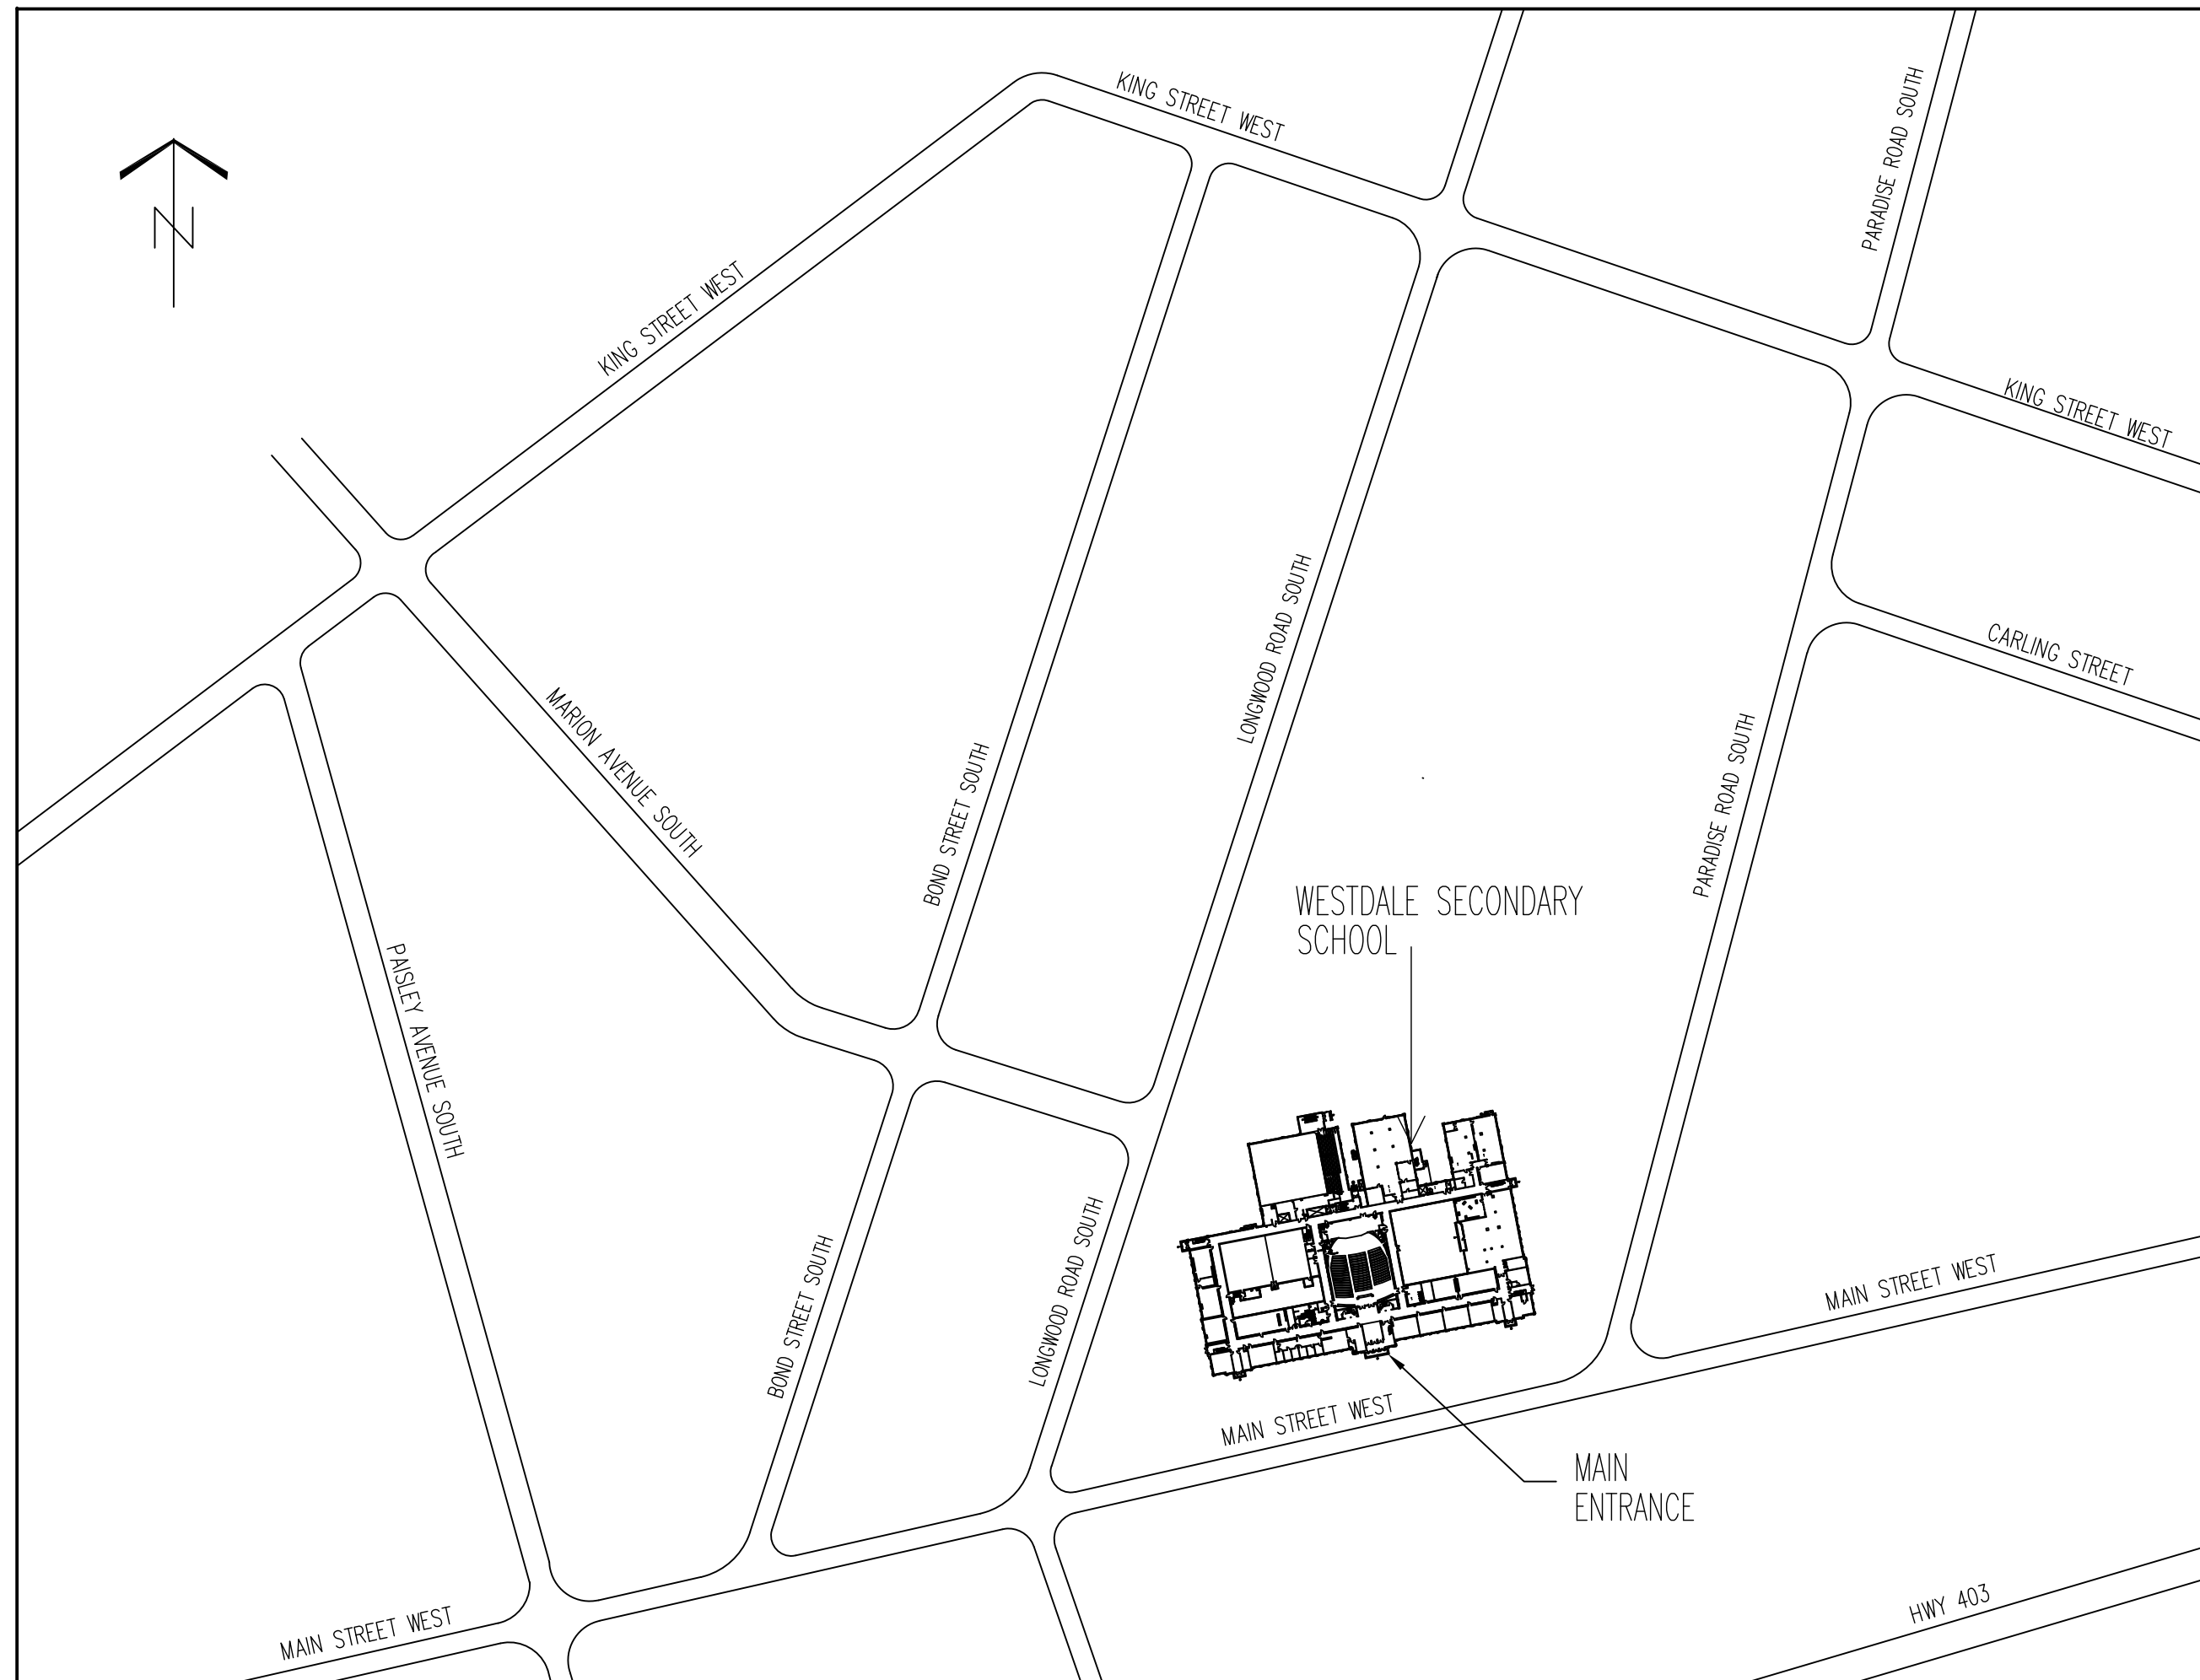 KING STREET WEST
PARADISE ROAD SOUTH
N
KING STREET WEST
KING STREET WEST
LONGWOOD ROAD SOUTH
CARLING STREET
MARION AVENUE SOUTH
BOND STREET SOUTH
PARADISE ROAD SOUTH
WESTDALE SECONDARY
SCHOOL
PAISLEY AVENUE SOUTH
LONGWOOD ROAD SOUTH
BOND STREET SOUTH
MAIN STREET WEST
MAIN STREET WEST
MAIN
ENTRANCE
HWY 403
MAIN STREET WEST